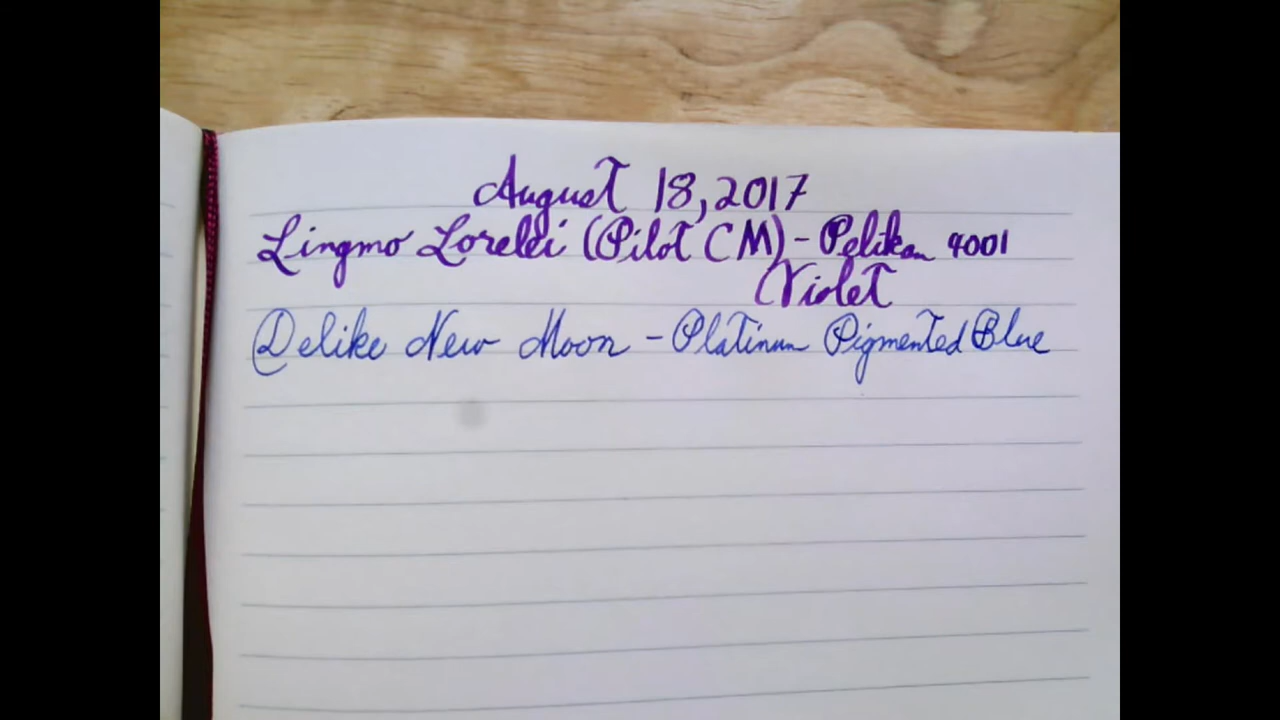 August 18, 2017
Lingmo Lorelei (Pilot CM) - Pelikan 4001
Violet
Delike New Moon - Platinum Pigmented Blue